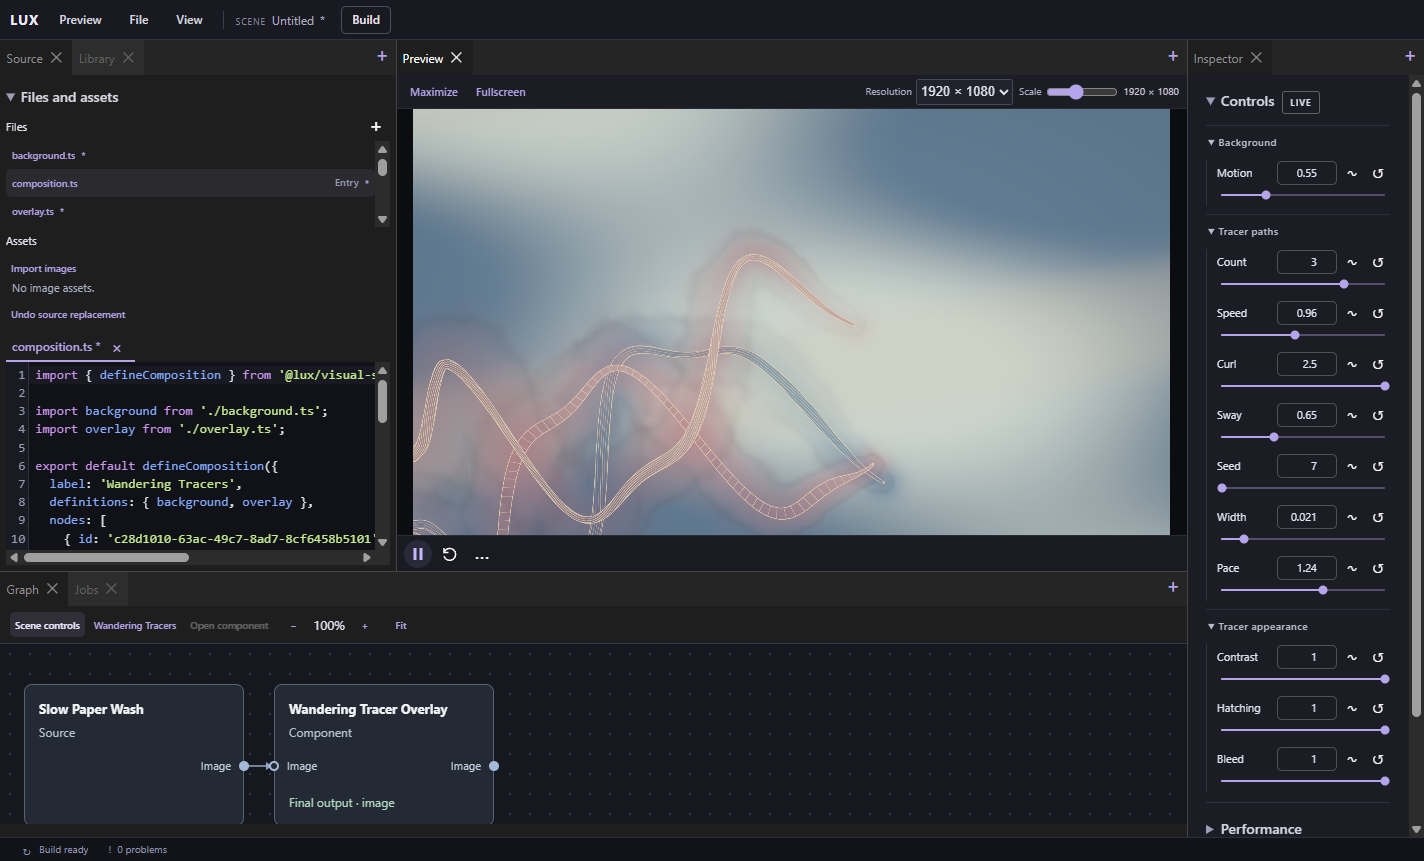 LUX Preview File View SCENE Untitled * Build
Source Library +
Files and assets
Files +
background.ts *
composition.ts Entry *
overlay.ts *
Assets
Import images
No image assets.
Undo source replacement
composition.ts * ×
1 import { defineComposition } from '@lux/visual-s
2
3 import background from './background.ts';
4 import overlay from './overlay.ts';
5
6 export default defineComposition({
7 label: 'Wandering Tracers',
8 definitions: { background, overlay },
9 nodes: [
10 { id: 'c28d1010-63ac-49c7-8ad7-8cf6458b5101'
Preview +
Maximize Fullscreen Resolution 1920 × 1080 Scale 1920 × 1080
...
Graph Jobs +
Scene controls Wandering Tracers Open component − 100% + Fit
Slow Paper Wash
Source
Image
Wandering Tracer Overlay
Component
Image Image
Final output · image
Inspector +
Controls LIVE
Background
Motion 0.55
Tracer paths
Count 3
Speed 0.96
Curl 2.5
Sway 0.65
Seed 7
Width 0.021
Pace 1.24
Tracer appearance
Contrast 1
Hatching 1
Bleed 1
Performance
Build ready ! 0 problems